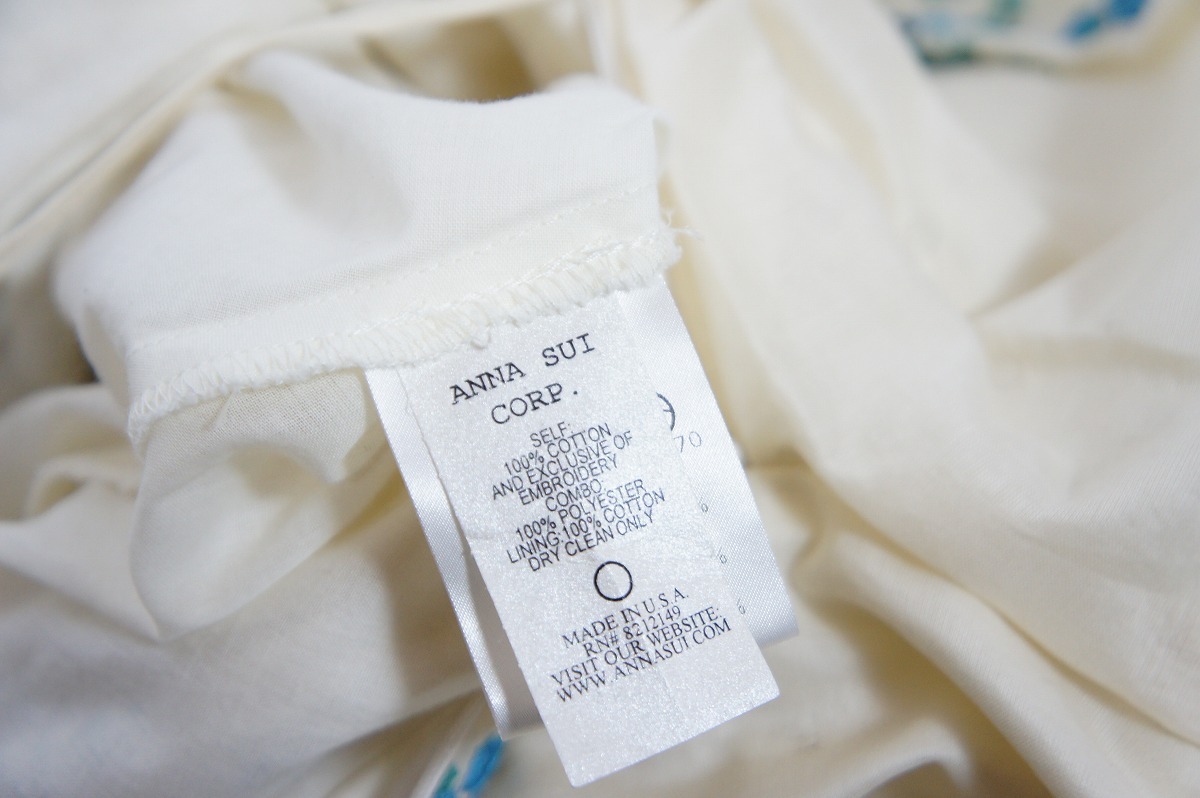 ANNA SUI
CORP.
SELF:
100% COTTON
AND EXCLUSIVE OF
EMBROIDERY
COMBO:
100% POLYESTER
LINING:100% COTTON
DRY CLEAN ONLY
MADE IN U.S.A.
RN# 8212149
VISIT OUR WEBSITE:
WWW.ANNASUI.COM
70
%
%
%